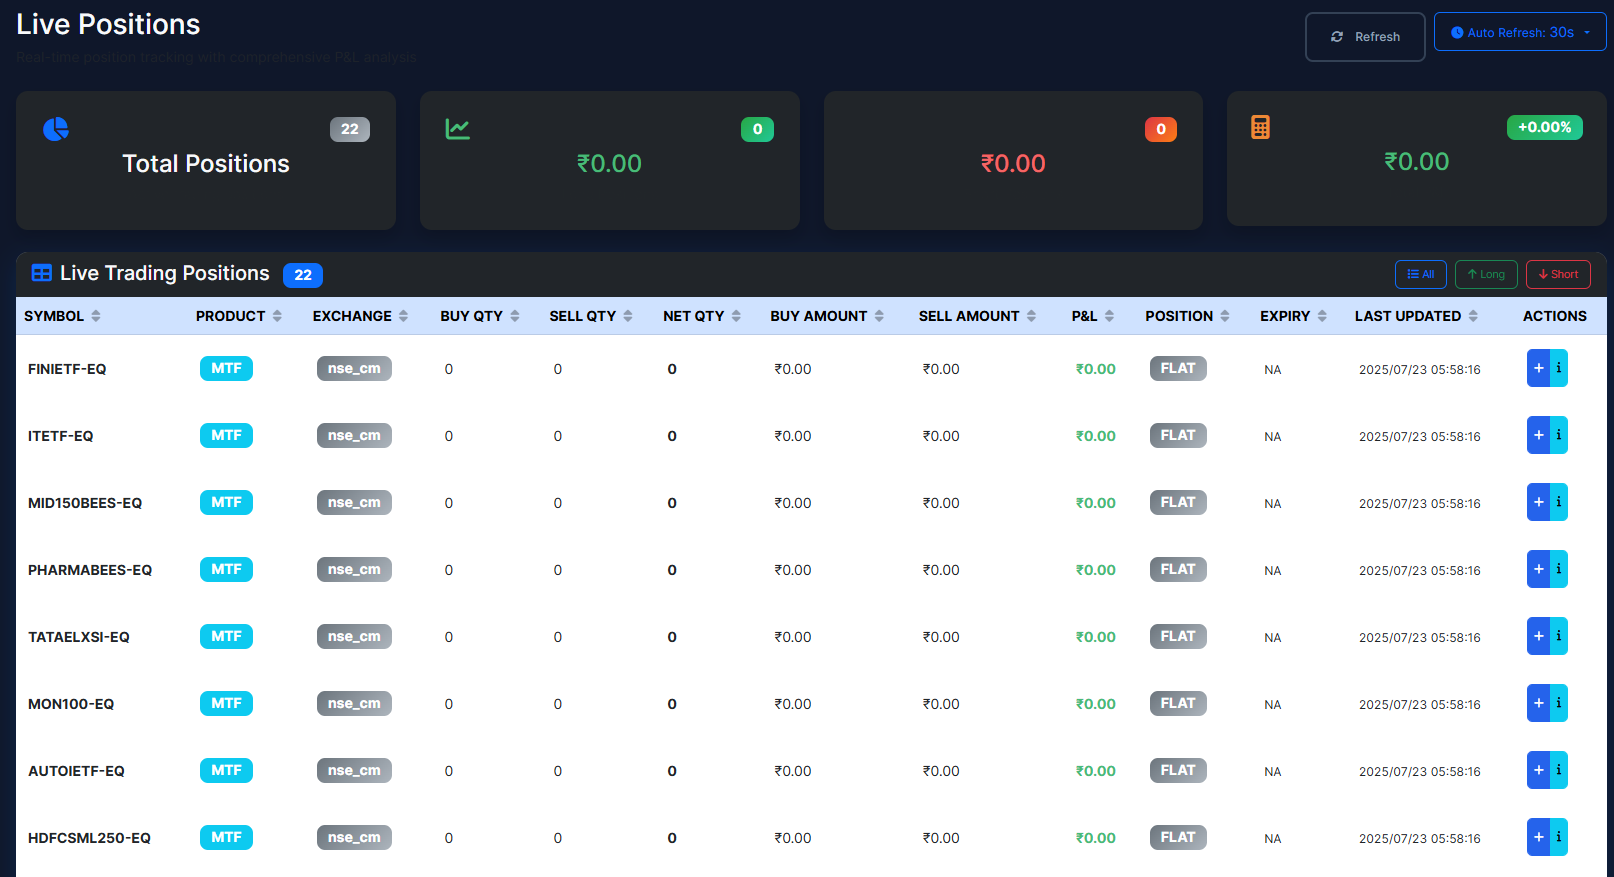 Live Positions
Refresh
Auto Refresh: 30s
Real-time position tracking with comprehensive P&L analysis
22
Total Positions
0
₹0.00
0
₹0.00
+0.00%
₹0.00
Live Trading Positions 22
All Long Short
SYMBOL PRODUCT EXCHANGE BUY QTY SELL QTY NET QTY BUY AMOUNT SELL AMOUNT P&L POSITION EXPIRY LAST UPDATED ACTIONS
FINIETF-EQ MTF nse_cm 0 0 0 ₹0.00 ₹0.00 ₹0.00 FLAT NA 2025/07/23 05:58:16 + i
ITETF-EQ MTF nse_cm 0 0 0 ₹0.00 ₹0.00 ₹0.00 FLAT NA 2025/07/23 05:58:16 + i
MID150BEES-EQ MTF nse_cm 0 0 0 ₹0.00 ₹0.00 ₹0.00 FLAT NA 2025/07/23 05:58:16 + i
PHARMABEES-EQ MTF nse_cm 0 0 0 ₹0.00 ₹0.00 ₹0.00 FLAT NA 2025/07/23 05:58:16 + i
TATAELXSI-EQ MTF nse_cm 0 0 0 ₹0.00 ₹0.00 ₹0.00 FLAT NA 2025/07/23 05:58:16 + i
MON100-EQ MTF nse_cm 0 0 0 ₹0.00 ₹0.00 ₹0.00 FLAT NA 2025/07/23 05:58:16 + i
AUTOIETF-EQ MTF nse_cm 0 0 0 ₹0.00 ₹0.00 ₹0.00 FLAT NA 2025/07/23 05:58:16 + i
HDFCSML250-EQ MTF nse_cm 0 0 0 ₹0.00 ₹0.00 ₹0.00 FLAT NA 2025/07/23 05:58:16 + i